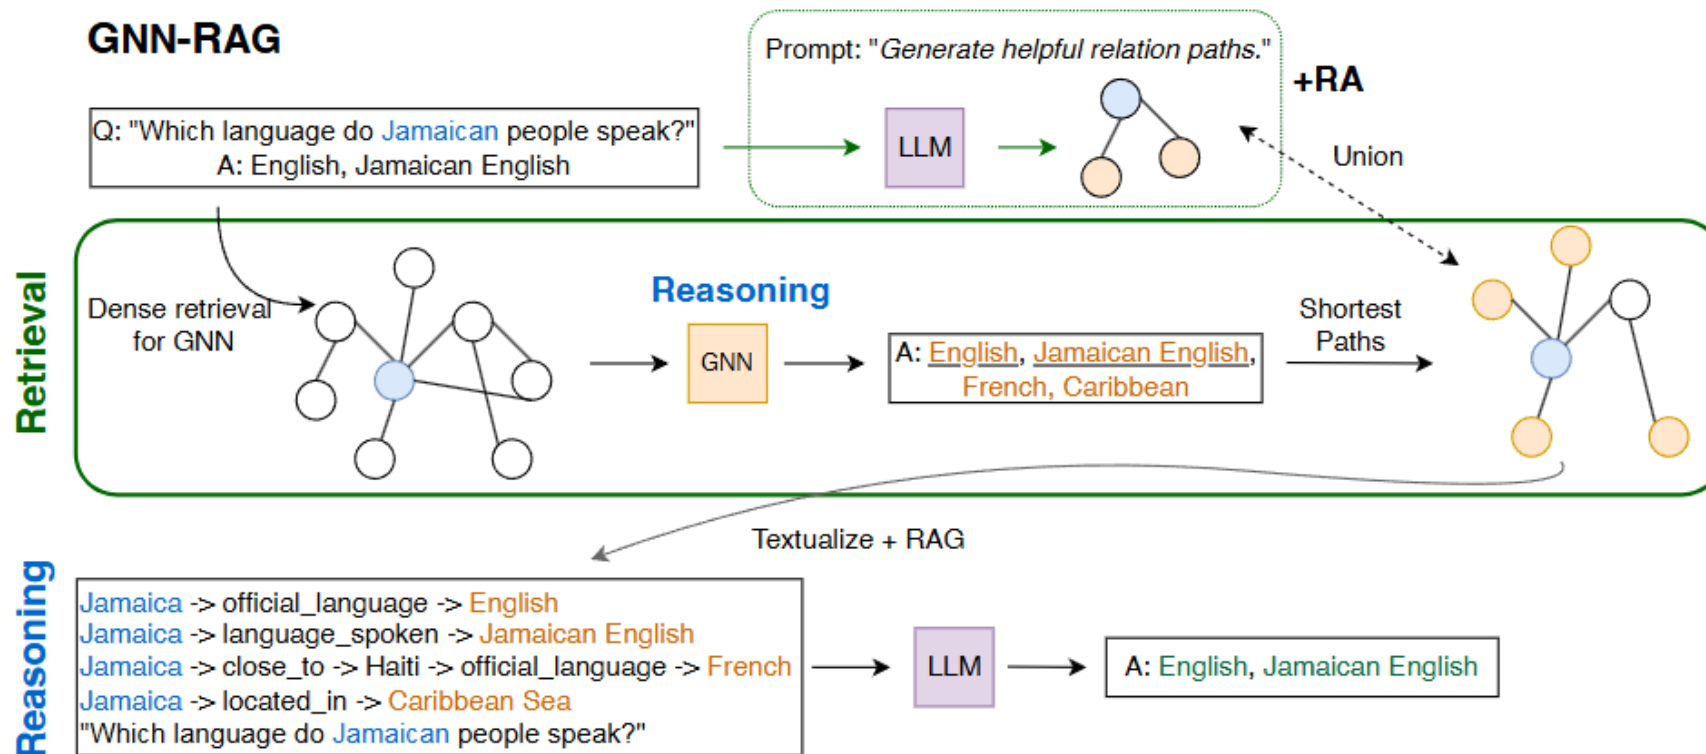 GNN-RAG
Prompt: "Generate helpful relation paths."
+RA
Q: "Which language do Jamaican people speak?"
A: English, Jamaican English
LLM
Union
Retrieval
Dense retrieval
for GNN
Reasoning
GNN
A: English, Jamaican English,
French, Caribbean
Shortest
Paths
Textualize + RAG
Reasoning
Jamaica -> official_language -> English
Jamaica -> language_spoken -> Jamaican English
Jamaica -> close_to -> Haiti -> official_language -> French
Jamaica -> located_in -> Caribbean Sea
"Which language do Jamaican people speak?"
LLM
A: English, Jamaican English